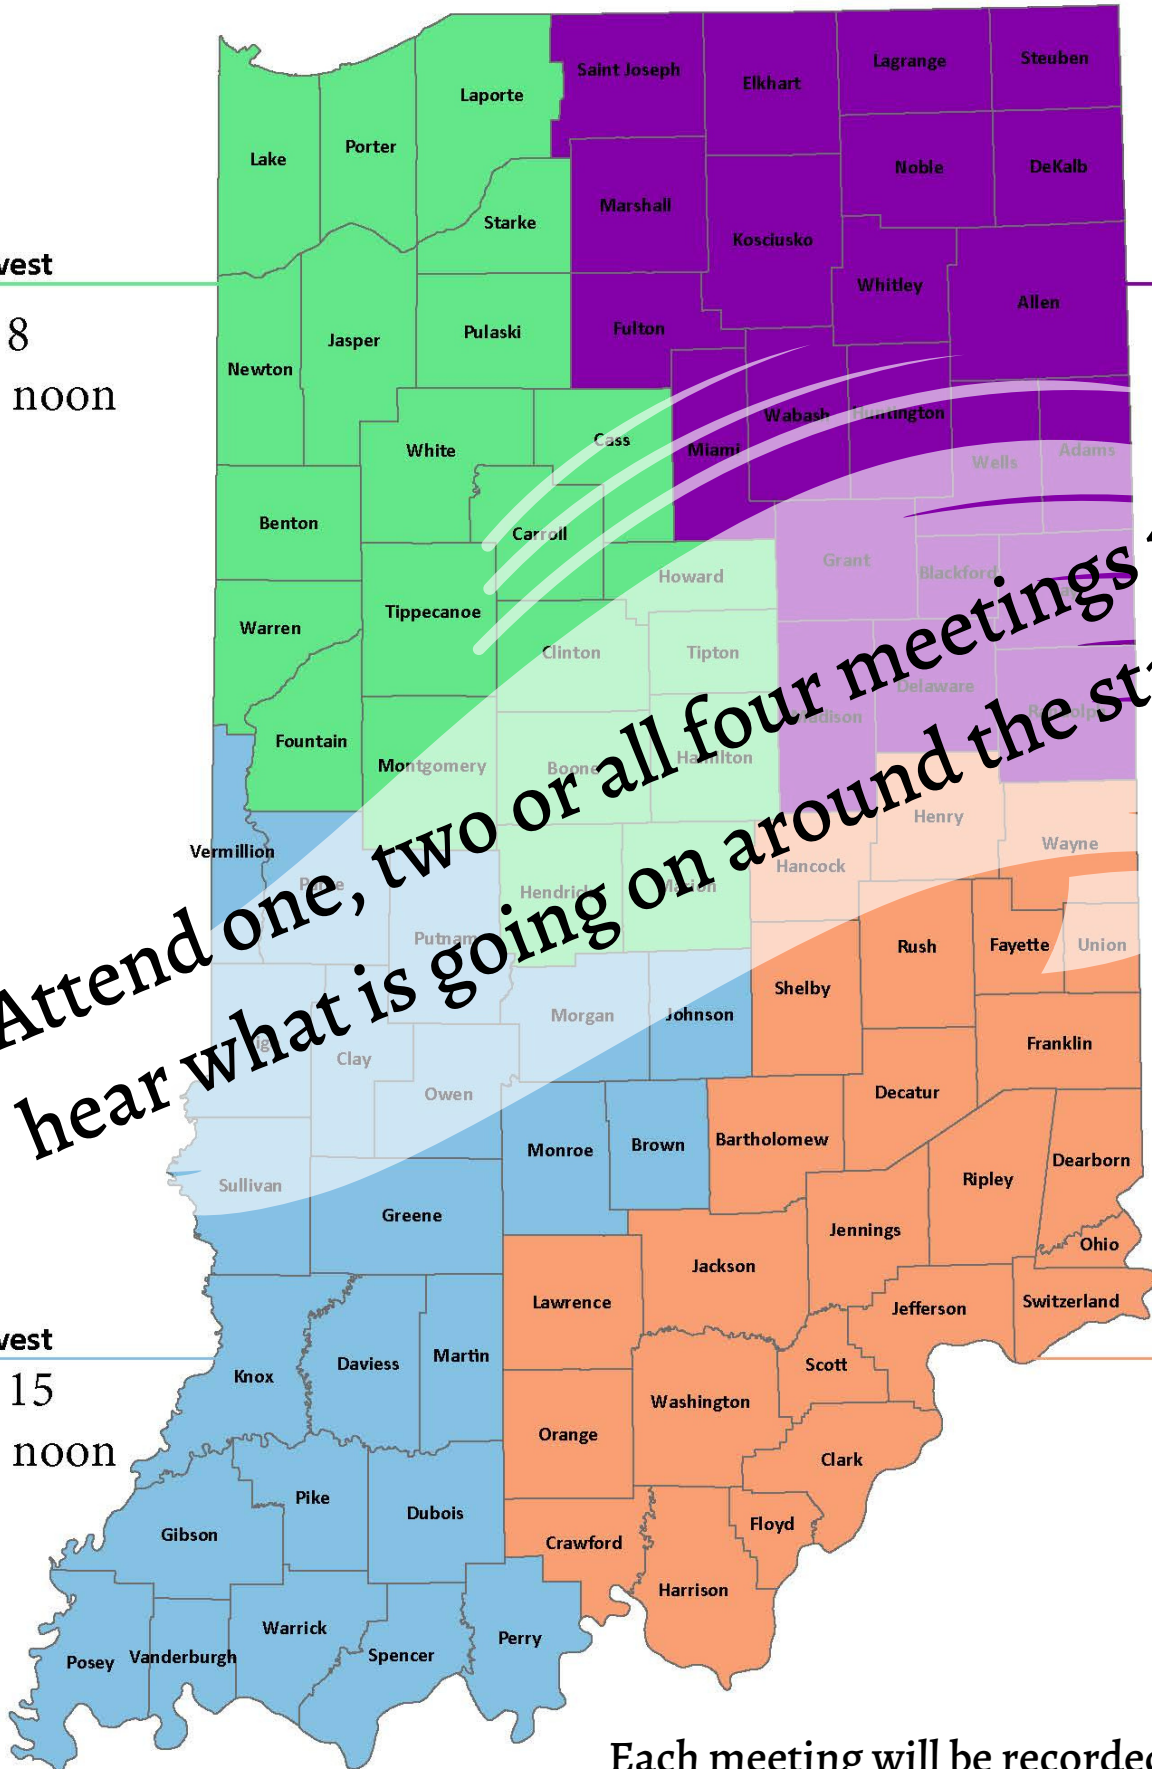 Saint Joseph
Elkhart
Lagrange
Steuben
Laporte
Lake
Porter
Noble
DeKalb
Marshall
Starke
Kosciusko
vest
Whitley
Allen
8
Fulton
Pulaski
Jasper
Newton
noon
Wabash
Huntington
Cass
White
Miami
Wells
Adams
Benton
Carroll
Grant
Blackford
Howard
Tippecanoe
Warren
Clinton
Tipton
Delaware
Madison
Randolph
Fountain
Montgomery
Boone
Hamilton
Henry
Wayne
Vermillion
Hancock
Parke
Hendricks
Marion
Putnam
Attend one, two or all four meetings
hear what is going on around the
Rush
Fayette
Union
Shelby
Morgan
Johnson
Clay
Franklin
Owen
Decatur
Monroe
Brown
Bartholomew
Dearborn
Sullivan
Ripley
Greene
Jennings
Ohio
Jackson
Lawrence
Jefferson
Switzerland
vest
Knox
Daviess
Martin
Scott
15
Washington
Orange
noon
Clark
Pike
Dubois
Gibson
Crawford
Floyd
Harrison
Warrick
Perry
Posey
Vanderburgh
Spencer
Each meeting will be recorded